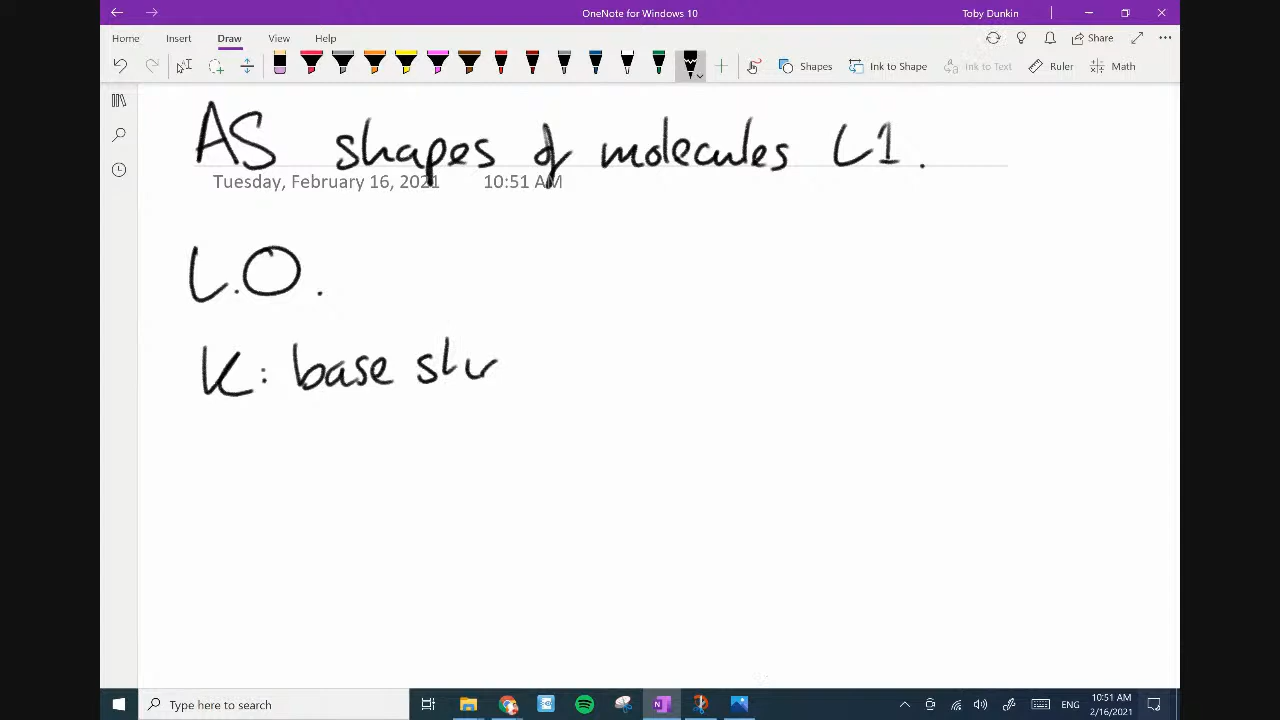 OneNote for Windows 10
Toby Dunkin
Home Insert Draw View Help
Share
Shapes Ink to Shape Ink to Text Ruler Math
AS shapes of molecules L1.
Tuesday, February 16, 2021 10:51 AM
L.O.
K: base str
Type here to search
ENG
10:51 AM
2/16/2021